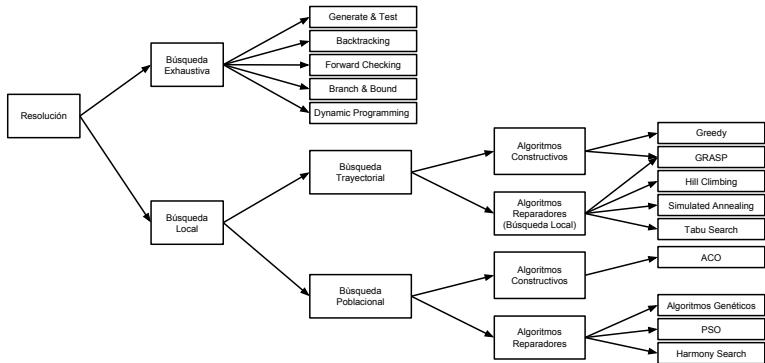 Resolución
Búsqueda
Exhaustiva
Generate & Test
Backtracking
Forward Checking
Branch & Bound
Dynamic Programming
Búsqueda
Local
Búsqueda
Trayectorial
Algoritmos
Constructivos
Greedy
GRASP
Algoritmos
Reparadores
(Búsqueda Local)
Hill Climbing
Simulated Annealing
Tabu Search
Búsqueda
Poblacional
Algoritmos
Constructivos
ACO
Algoritmos
Reparadores
Algoritmos Genéticos
PSO
Harmony Search